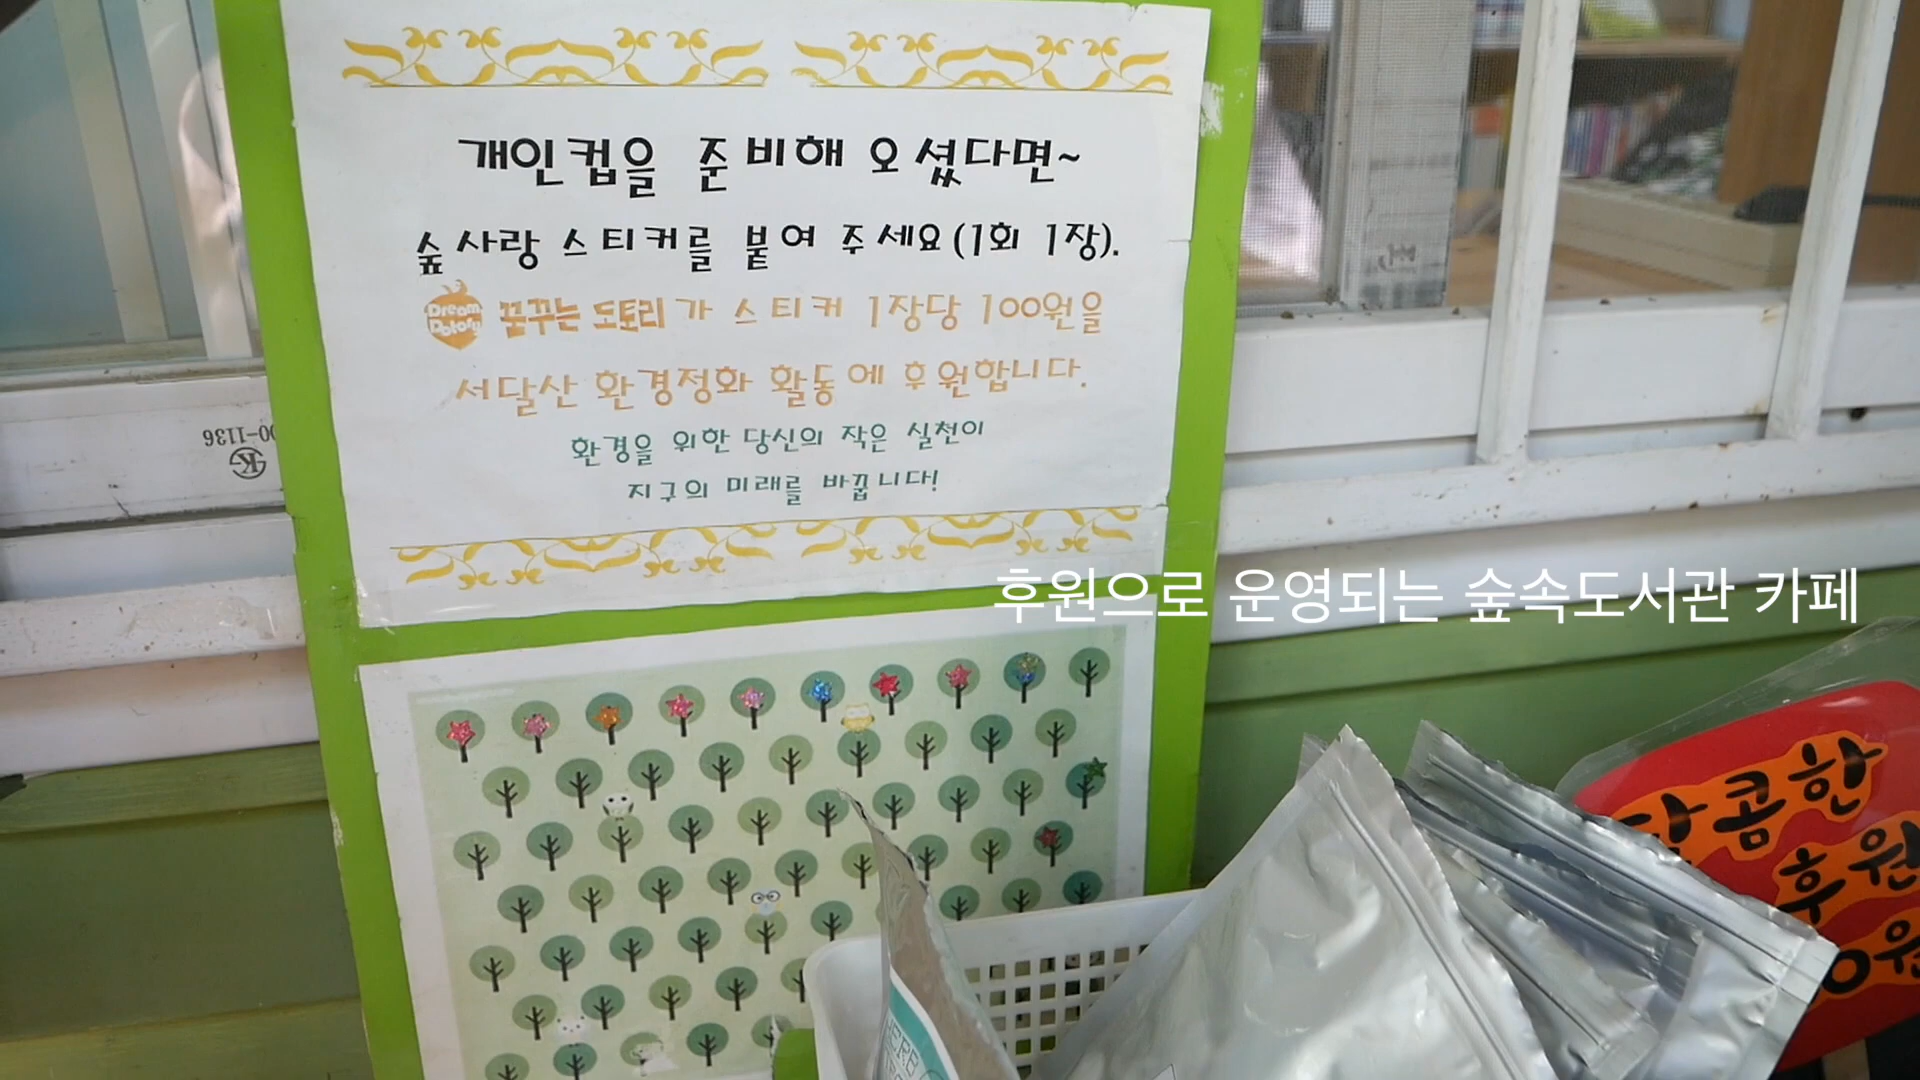 개인컵을 준비해 오셨다면~
숲사랑 스티커를 붙여 주세요(1회 1장).
Dream Dotory 꿈꾸는 도토리가 스티커 1장당 100원을
서달산 환경정화 활동에 후원합니다.
환경을 위한 당신의 작은 실천이
지구의 미래를 바꿉니다!
후원으로 운영되는 숲속도서관 카페
달콤한
후원